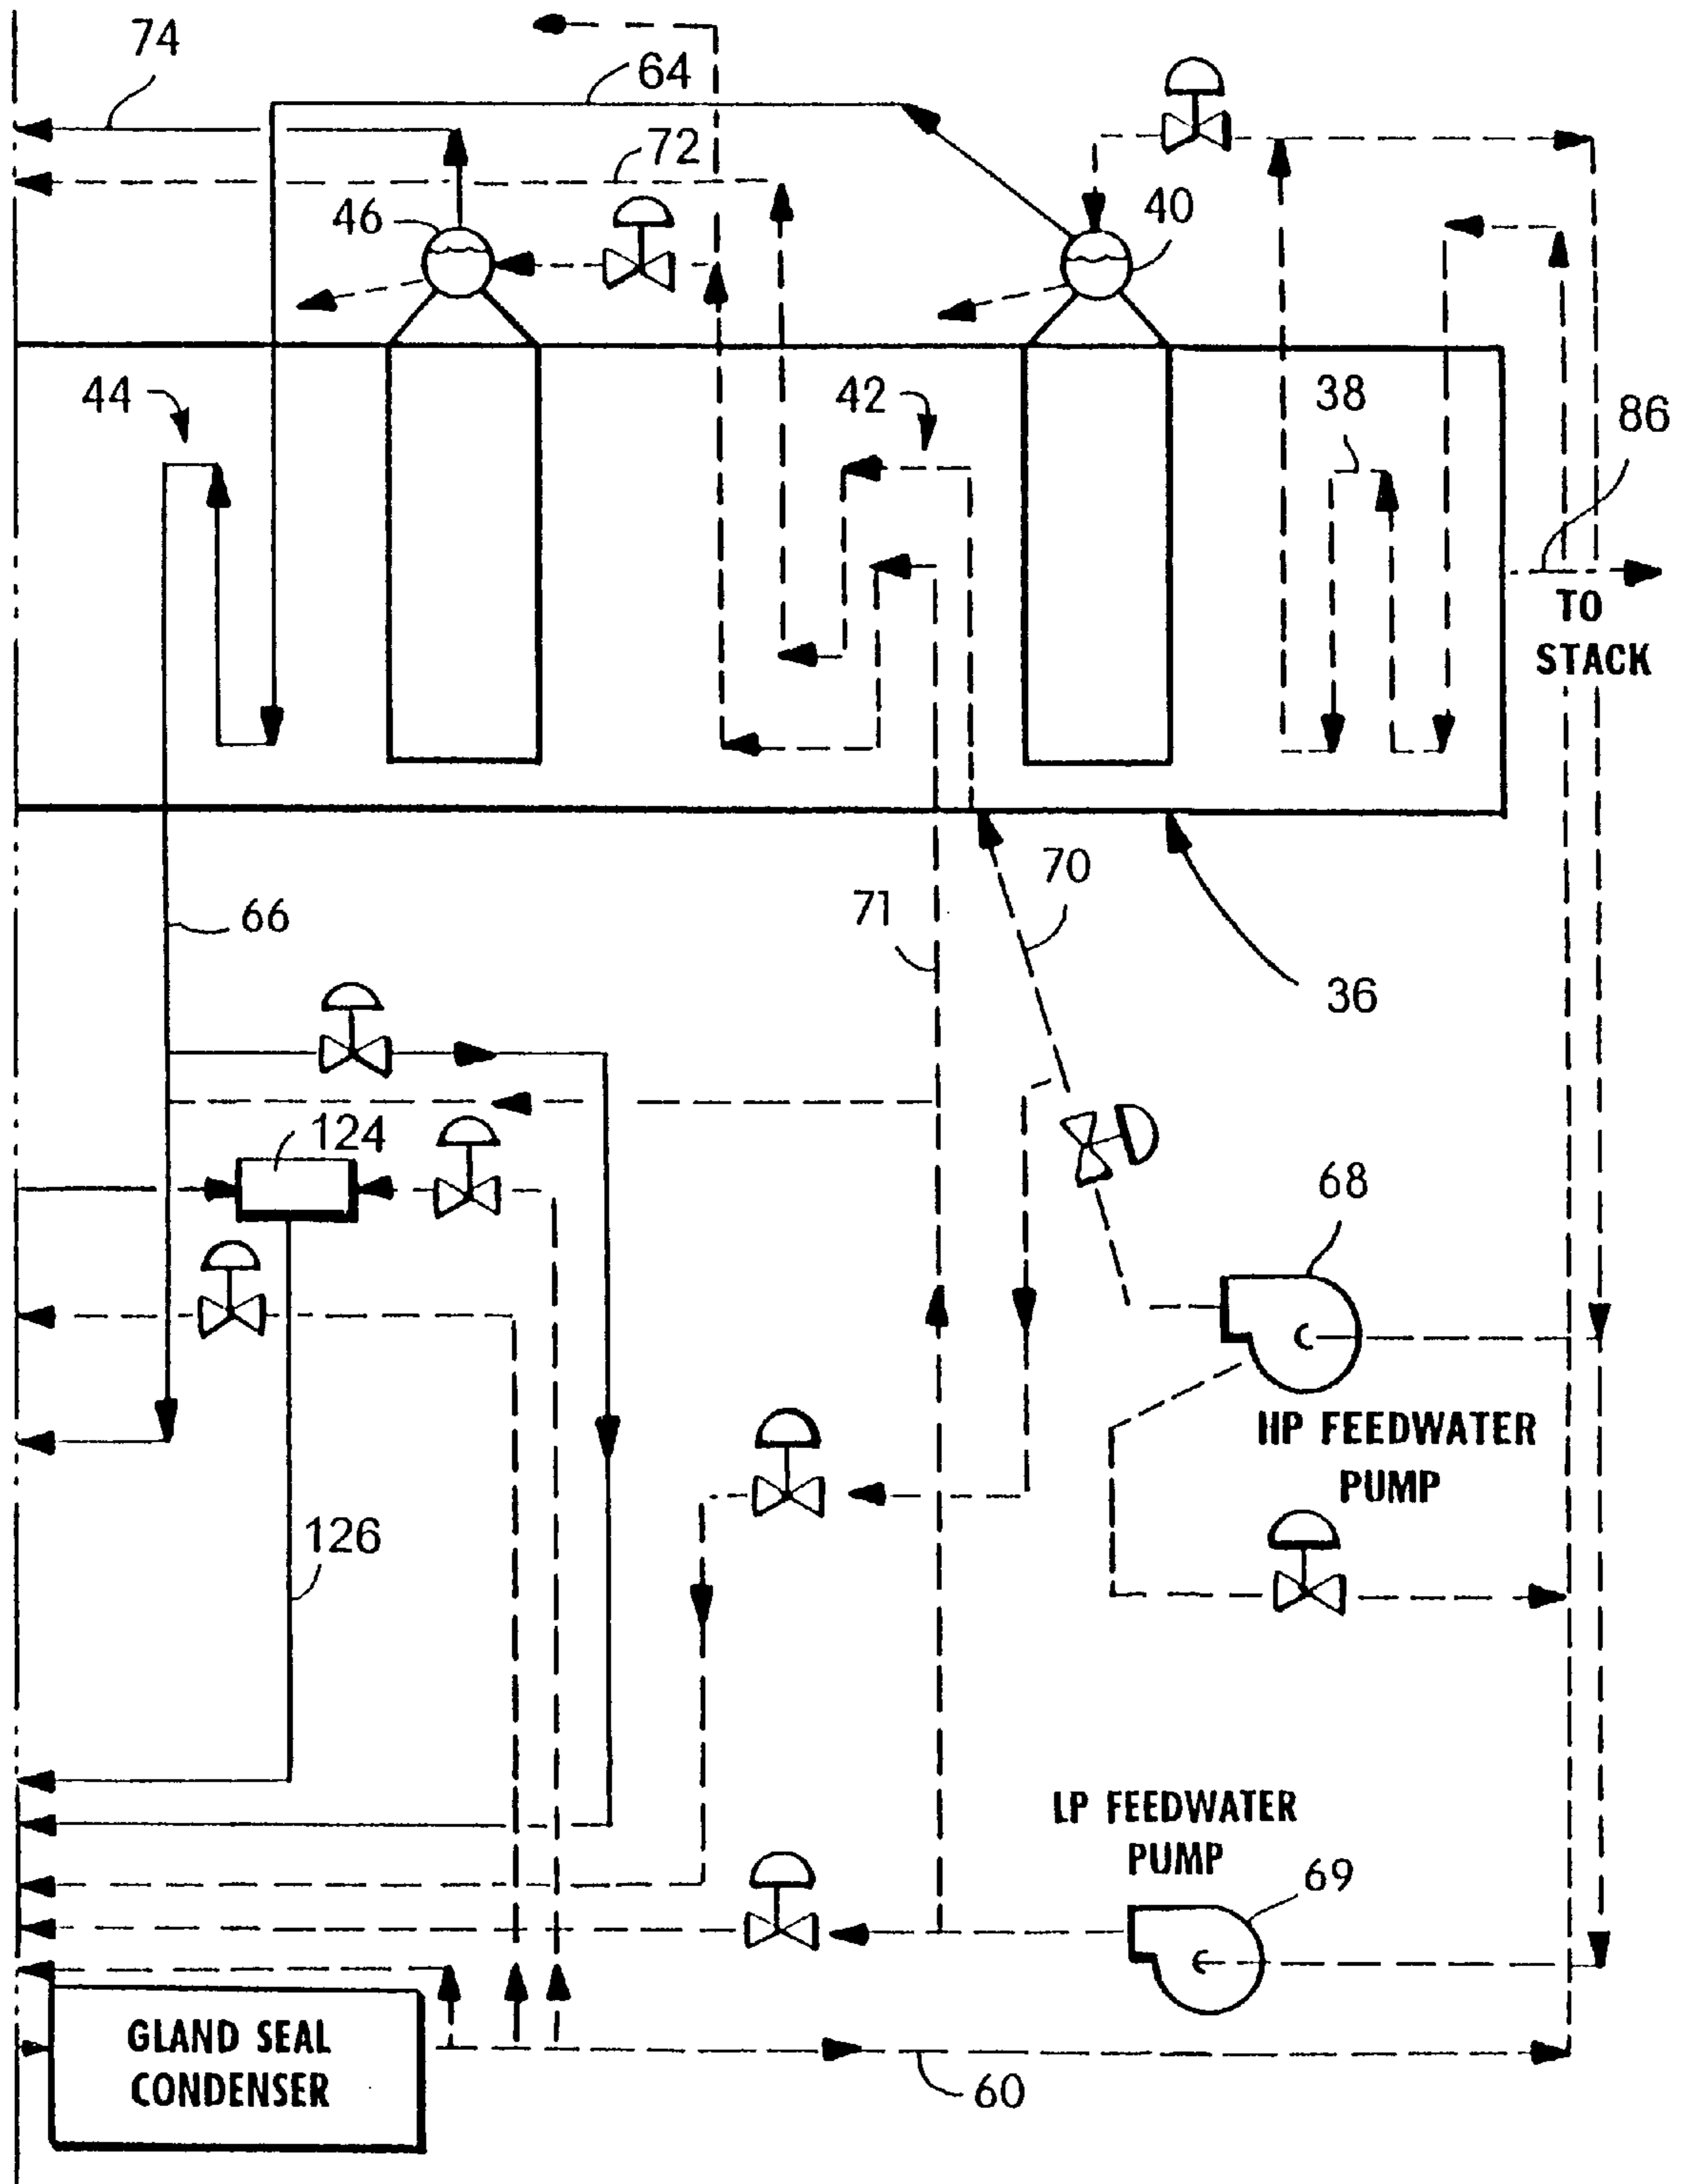 74
64
72
46
40
44
42
38
86
TO
STACK
70
71
66
36
124
68
HP FEEDWATER
PUMP
126
LP FEEDWATER
PUMP
69
GLAND SEAL
CONDENSER
60